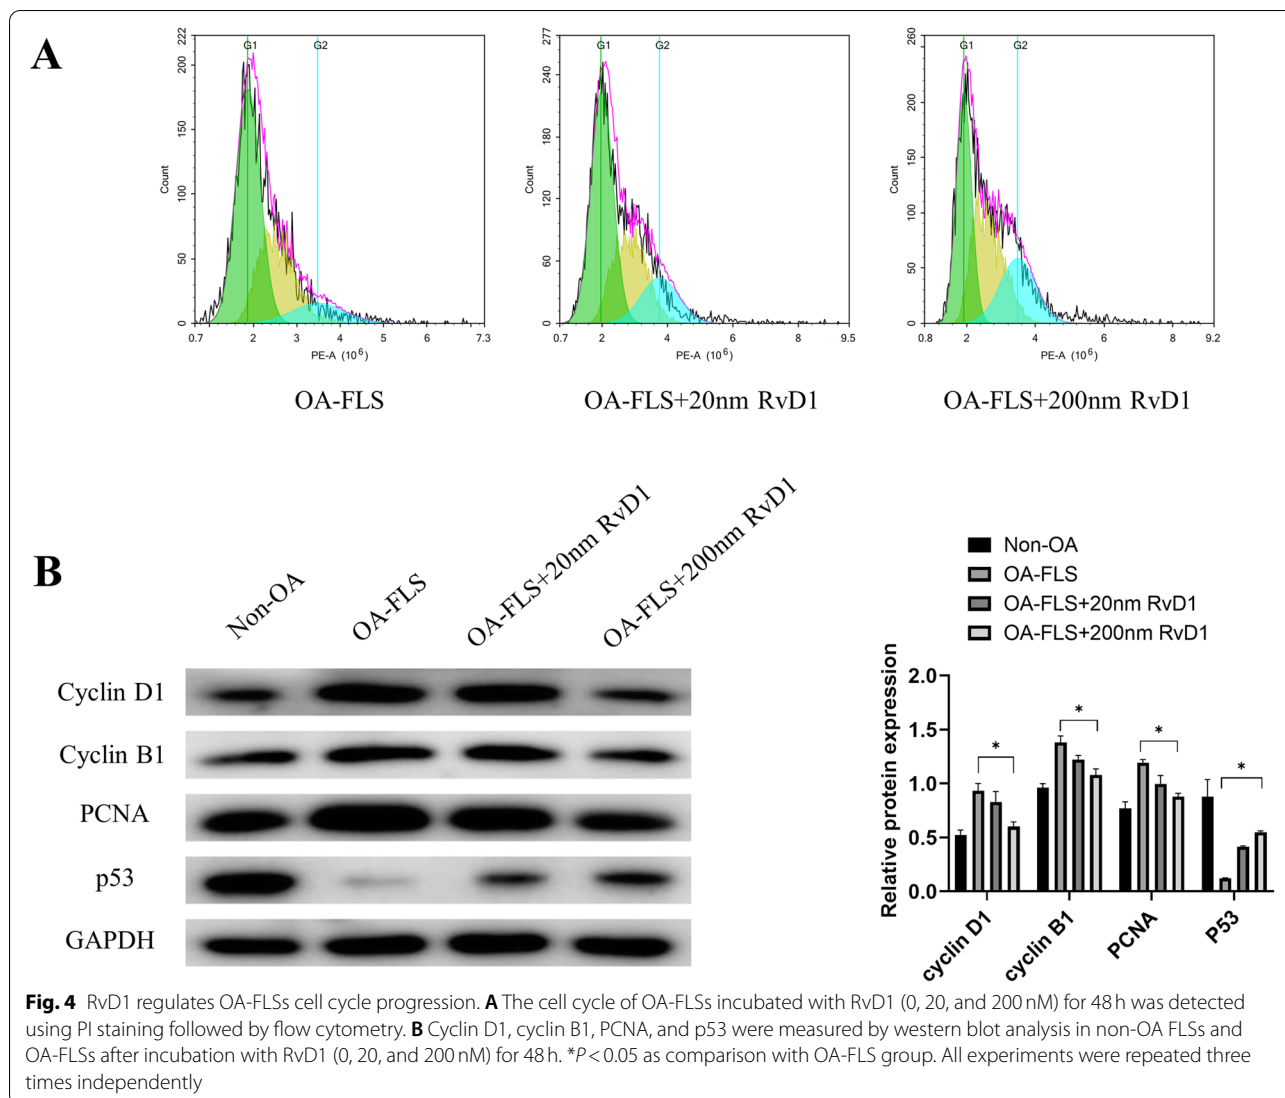 A
222
200
150
100
50
0
Count
G1
G2
0.7
2
3
4
5
6
7.3
PE-A (10^6)
OA-FLS
277
240
180
120
60
0
Count
G1
G2
0.7
2
4
6
8
9.5
PE-A (10^6)
OA-FLS+20nm RvD1
260
200
150
100
50
0
Count
G1
G2
0.8
2
4
6
8
9.2
PE-A (10^6)
OA-FLS+200nm RvD1
B
Non-OA
OA-FLS
OA-FLS+20nm RvD1
OA-FLS+200nm RvD1
Cyclin D1
Cyclin B1
PCNA
p53
GAPDH
Non-OA
OA-FLS
OA-FLS+20nm RvD1
OA-FLS+200nm RvD1
Relative protein expression
2.0
1.5
1.0
0.5
0.0
*
*
*
*
cyclin D1
cyclin B1
PCNA
P53
Fig. 4 RvD1 regulates OA-FLSs cell cycle progression. A The cell cycle of OA-FLSs incubated with RvD1 (0, 20, and 200 nM) for 48 h was detected
using PI staining followed by flow cytometry. B Cyclin D1, cyclin B1, PCNA, and p53 were measured by western blot analysis in non-OA FLSs and
OA-FLSs after incubation with RvD1 (0, 20, and 200 nM) for 48 h. *P < 0.05 as comparison with OA-FLS group. All experiments were repeated three
times independently